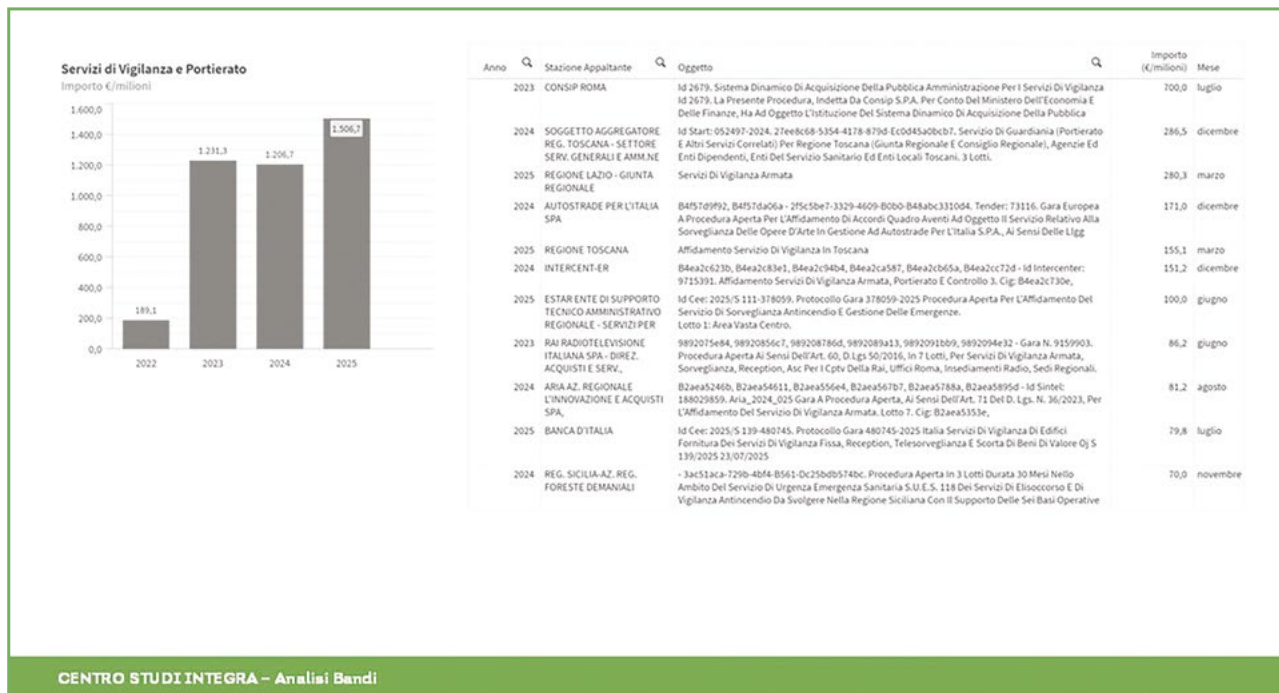 Servizi di Vigilanza e Portierato
Importo €/milioni
1.600,0
1.400,0
1.200,0
1.000,0
800,0
600,0
400,0
200,0
0,0
189,1
1.231,3
1.206,7
1.506,7
2022 2023 2024 2025
Anno Stazione Appaltante Oggetto Importo (€/milioni) Mese
2023 CONSIP ROMA Id 2679. Sistema Dinamico Di Acquisizione Della Pubblica Amministrazione Per I Servizi Di Vigilanza 700,0 luglio
Id 2679. La Presente Procedura, Indetta Da Consip S.P.A. Per Conto Del Ministero Dell'Economia E
Delle Finanze, Ha Ad Oggetto L'Istituzione Del Sistema Dinamico Di Acquisizione Della Pubblica
2024 SOGGETTO AGGREGATORE Id Start: 052497-2024. 27ee8c68-5354-4178-879d-Ec0d45a0bcb7. Servizio Di Guardiania (Portierato 286,5 dicembre
REG. TOSCANA - SETTORE E Altri Servizi Correlati) Per Regione Toscana (Giunta Regionale E Consiglio Regionale), Agenzie Ed
SERV. GENERALI E AMM.NE Enti Dipendenti, Enti Del Servizio Sanitario Ed Enti Locali Toscani. 3 Lotti.
2025 REGIONE LAZIO - GIUNTA Servizi Di Vigilanza Armata 280,3 marzo
REGIONALE
2024 AUTOSTRADE PER L'ITALIA B4f57d9f92, B4f57da06a - 2f5c5be7-3329-4609-B0b0-B48abc3310d4. Tender: 73116. Gara Europea 171,0 dicembre
SPA A Procedura Aperta Per L'Affidamento Di Accordi Quadro Aventi Ad Oggetto Il Servizio Relativo Alla
Sorveglianza Delle Opere D'Arte In Gestione Ad Autostrade Per L'Italia S.P.A., Ai Sensi Delle Llgg
2025 REGIONE TOSCANA Affidamento Servizio Di Vigilanza In Toscana 155,1 marzo
2024 INTERCENT-ER B4ea2c623b, B4ea2c83e1, B4ea2c94b4, B4ea2ca587, B4ea2cb65a, B4ea2cc72d - Id Intercenter: 151,2 dicembre
9715391. Affidamento Servizi Di Vigilanza Armata, Portierato E Controllo 3. Cig: B4ea2c730e,
2025 ESTAR ENTE DI SUPPORTO Id Cee: 2025/S 111-378059. Protocollo Gara 378059-2025 Procedura Aperta Per L'Affidamento Del 100,0 giugno
TECNICO AMMINISTRATIVO Servizio Di Sorveglianza Antincendio E Gestione Delle Emergenze.
REGIONALE - SERVIZI PER Lotto 1: Area Vasta Centro.
2023 RAI RADIOTELEVISIONE 9892075e84, 98920856c7, 989208786d, 9892089a13, 9892091bb9, 9892094e32 - Gara N. 9159903. 86,2 giugno
ITALIANA SPA - DIREZ. Procedura Aperta Ai Sensi Dell'Art. 60, D.Lgs 50/2016, In 7 Lotti, Per Servizi Di Vigilanza Armata,
ACQUISTI E SERV., Sorveglianza, Reception, Asc Per I Cptv Della Rai, Uffici Roma, Insediamenti Radio, Sedi Regionali.
2024 ARIA AZ. REGIONALE B2aea5246b, B2aea54611, B2aea556e4, B2aea567b7, B2aea5788a, B2aea5895d - Id Sintel: 81,2 agosto
L'INNOVAZIONE E ACQUISTI 188029859. Aria_2024_025 Gara A Procedura Aperta, Ai Sensi Dell'Art. 71 Del D. Lgs. N. 36/2023, Per
SPA, L'Affidamento Del Servizio Di Vigilanza Armata. Lotto 7. Cig: B2aea5353e,
2025 BANCA D'ITALIA Id Cee: 2025/S 139-480745. Protocollo Gara 480745-2025 Italia Servizi Di Vigilanza Di Edifici 79,8 luglio
Fornitura Dei Servizi Di Vigilanza Fissa, Reception, Telesorveglianza E Scorta Di Beni Di Valore Oj S
139/2025 23/07/2025
2024 REG. SICILIA-AZ. REG. - 3ac51aca-729b-4bf4-B561-Dc25bdb574bc. Procedura Aperta In 3 Lotti Durata 30 Mesi Nello 70,0 novembre
FORESTE DEMANIALI Ambito Del Servizio Di Urgenza Emergenza Sanitaria S.U.E.S. 118 Dei Servizi Di Elisoccorso E Di
Vigilanza Antincendio Da Svolgere Nella Regione Siciliana Con Il Supporto Delle Sei Basi Operative
CENTRO STUDI INTEGRA – Analisi Bandi